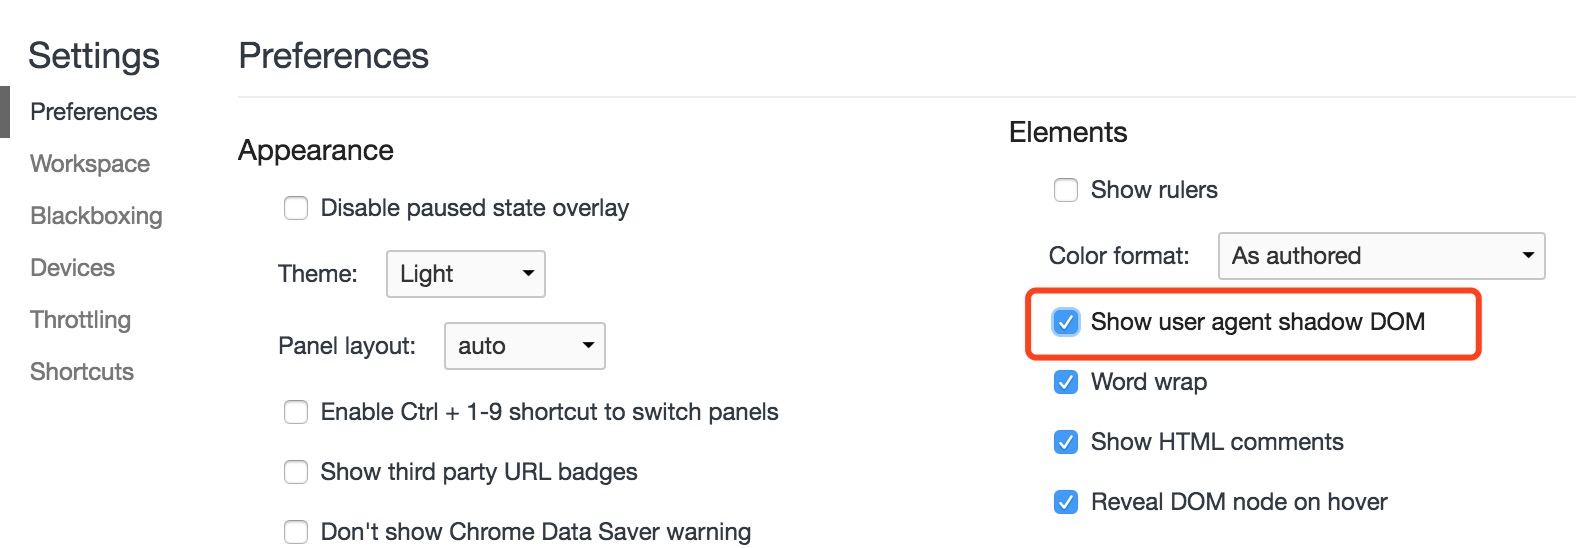 Settings
Preferences
Workspace
Blackboxing
Devices
Throttling
Shortcuts
Preferences
Appearance
Disable paused state overlay
Theme: Light
Panel layout: auto
Enable Ctrl + 1-9 shortcut to switch panels
Show third party URL badges
Don't show Chrome Data Saver warning
Elements
Show rulers
Color format: As authored
Show user agent shadow DOM
Word wrap
Show HTML comments
Reveal DOM node on hover